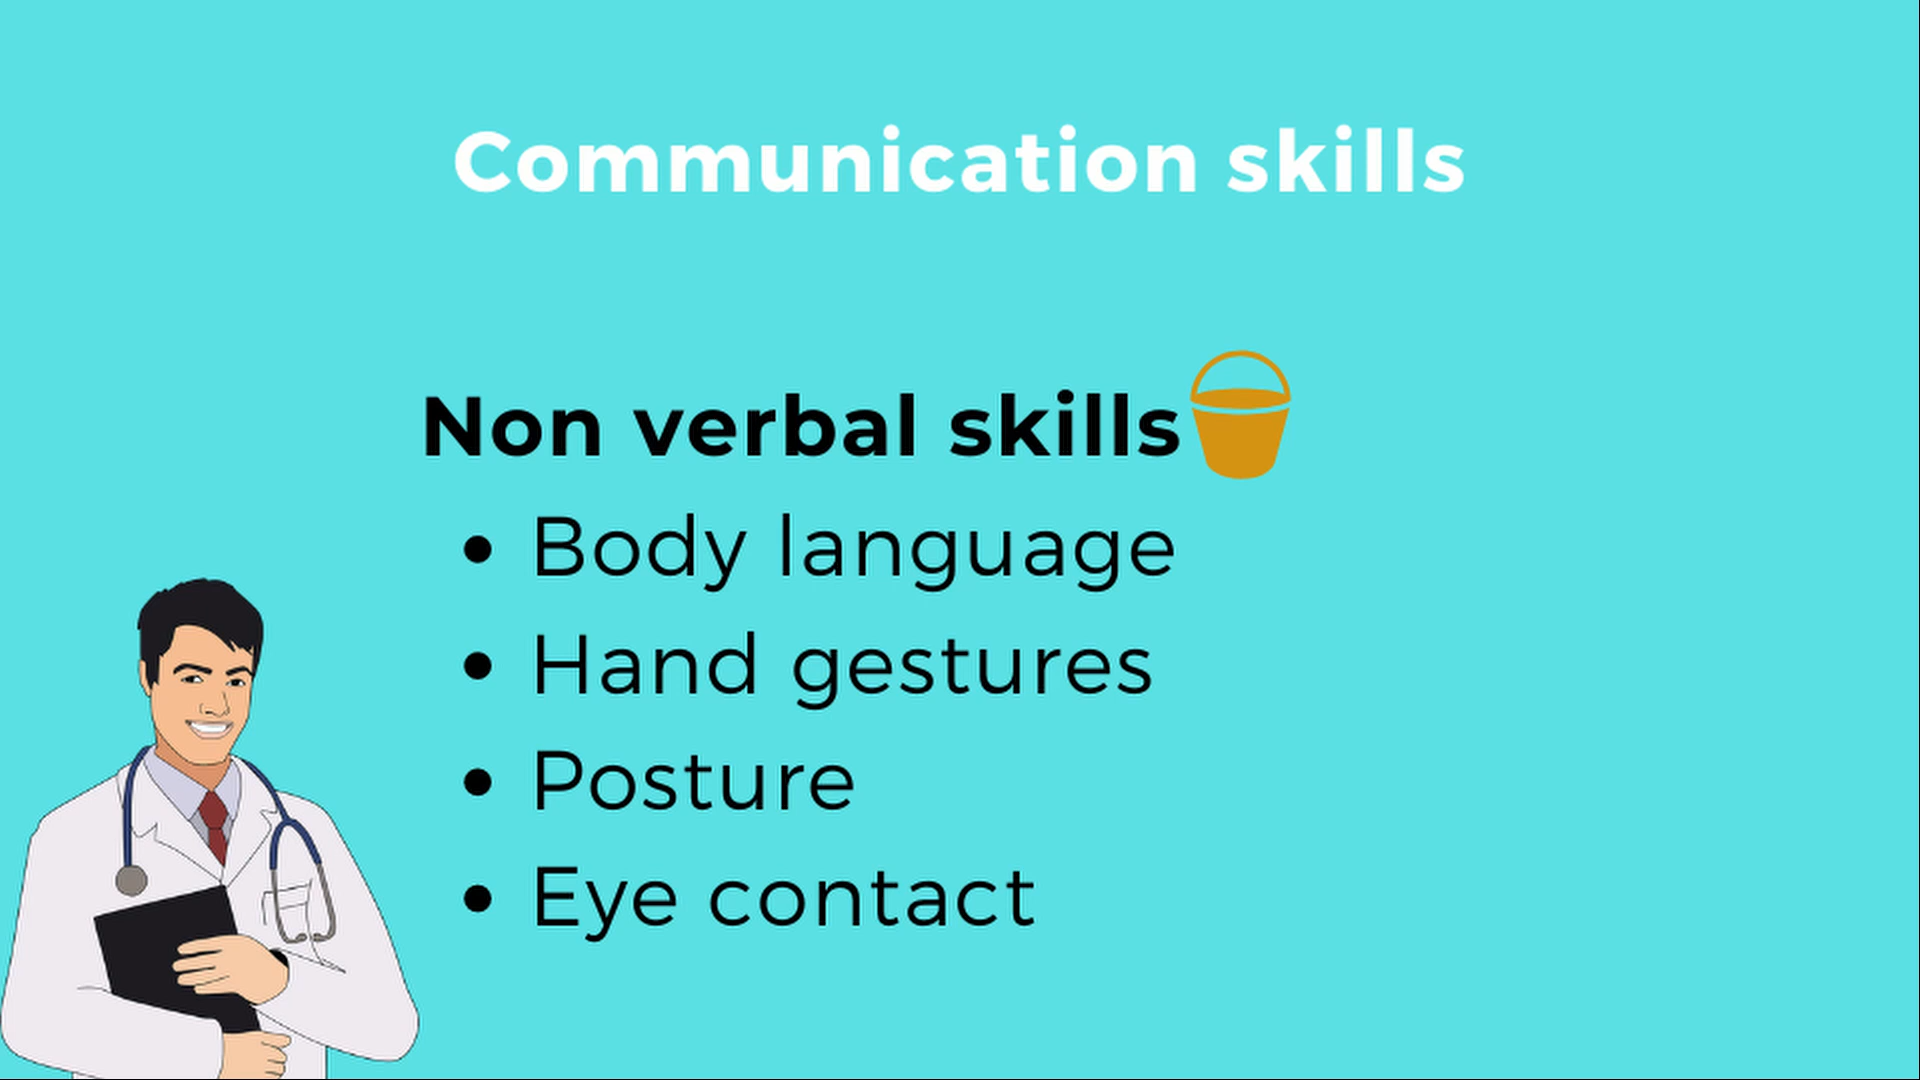 Communication skills
Non verbal skills
Body language
Hand gestures
Posture
Eye contact